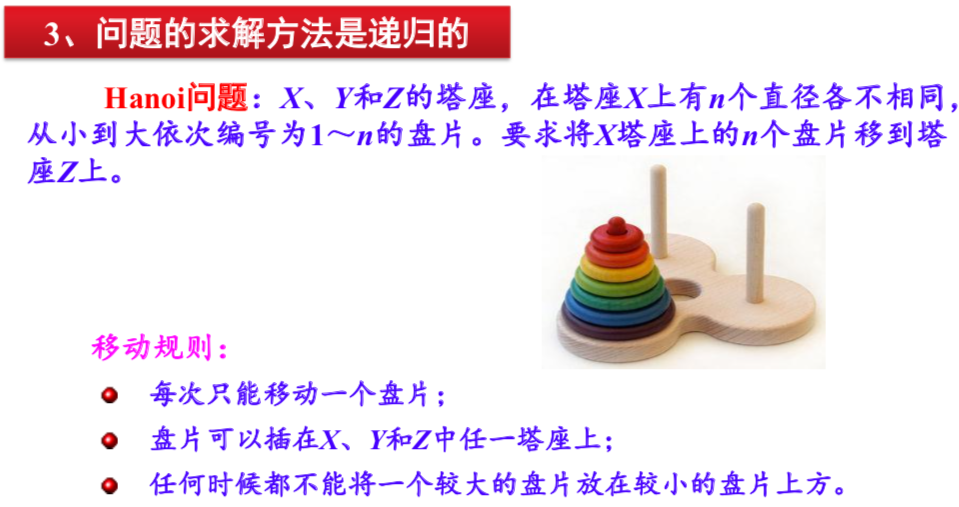 3、问题的求解方法是递归的
Hanoi问题：X、Y和Z的塔座，在塔座X上有n个直径各不相同，
从小到大依次编号为1～n的盘片。要求将X塔座上的n个盘片移到塔
座Z上。
移动规则：
每次只能移动一个盘片；
盘片可以插在X、Y和Z中任一塔座上；
任何时候都不能将一个较大的盘片放在较小的盘片上方。